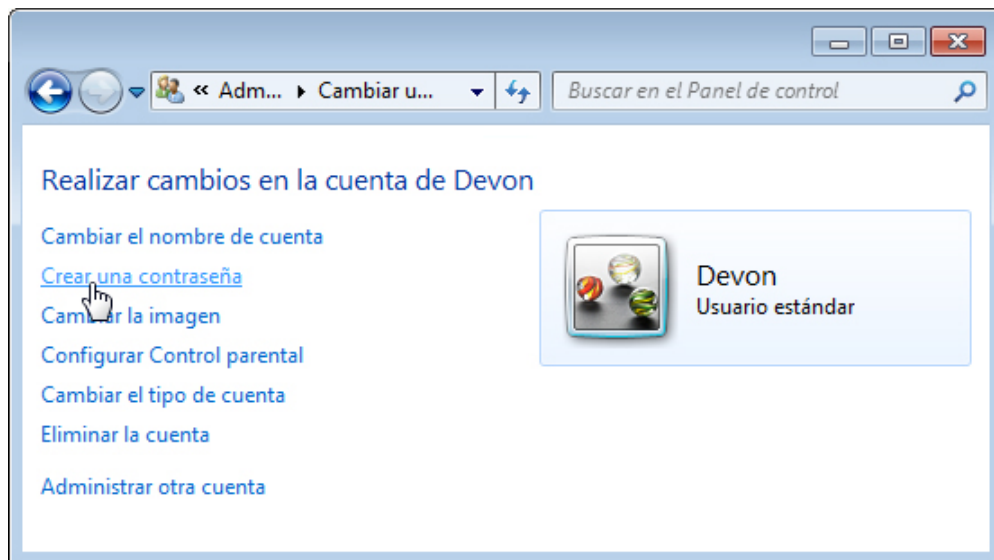 « Adm... ▸ Cambiar u...
Buscar en el Panel de control
Realizar cambios en la cuenta de Devon
Cambiar el nombre de cuenta
Crear una contraseña
Cambiar la imagen
Configurar Control parental
Cambiar el tipo de cuenta
Eliminar la cuenta
Administrar otra cuenta
Devon
Usuario estándar